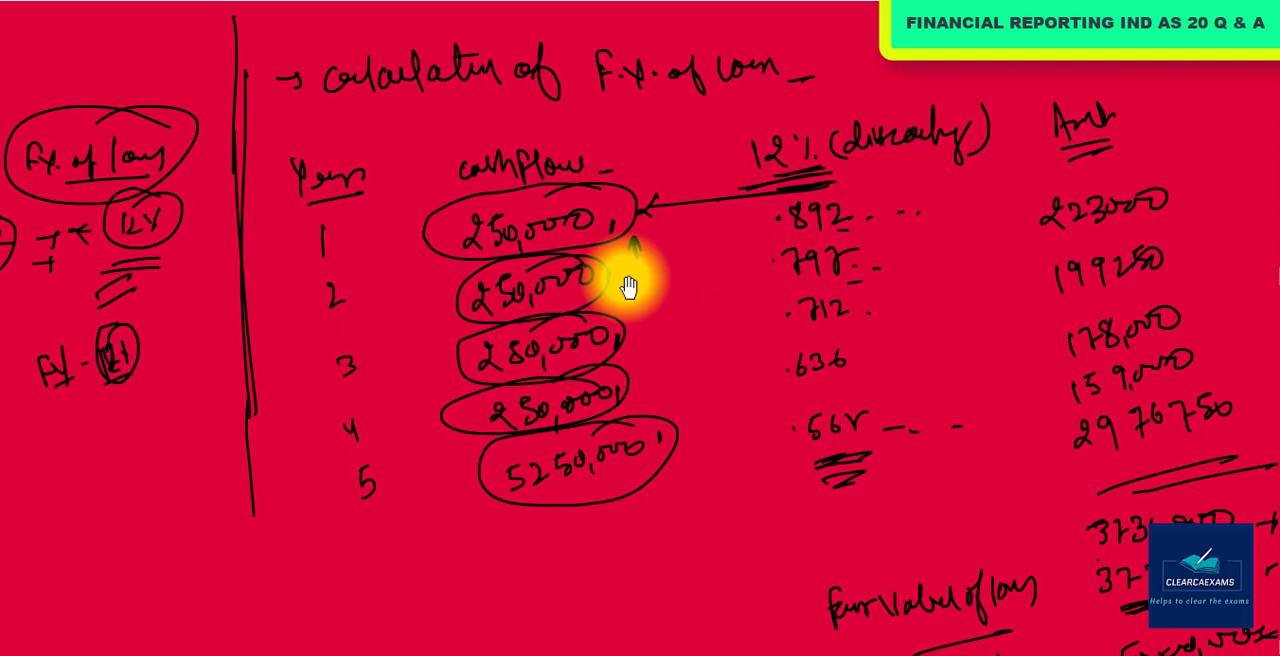 FINANCIAL REPORTING IND AS 20 Q & A
→ calculation of F.V. of loan
F.V. of loan
Years cashflow 12% (discounting) Amt
1 250,000 .892 223000
12%
2 250,000 .797 199250
3 250,000 .712 178,000
4 250,000 .636 159,000
5 5250,000 .567 2976750
Fair Value of loan
CLEARCAEXAMS
Helps to clear the exams